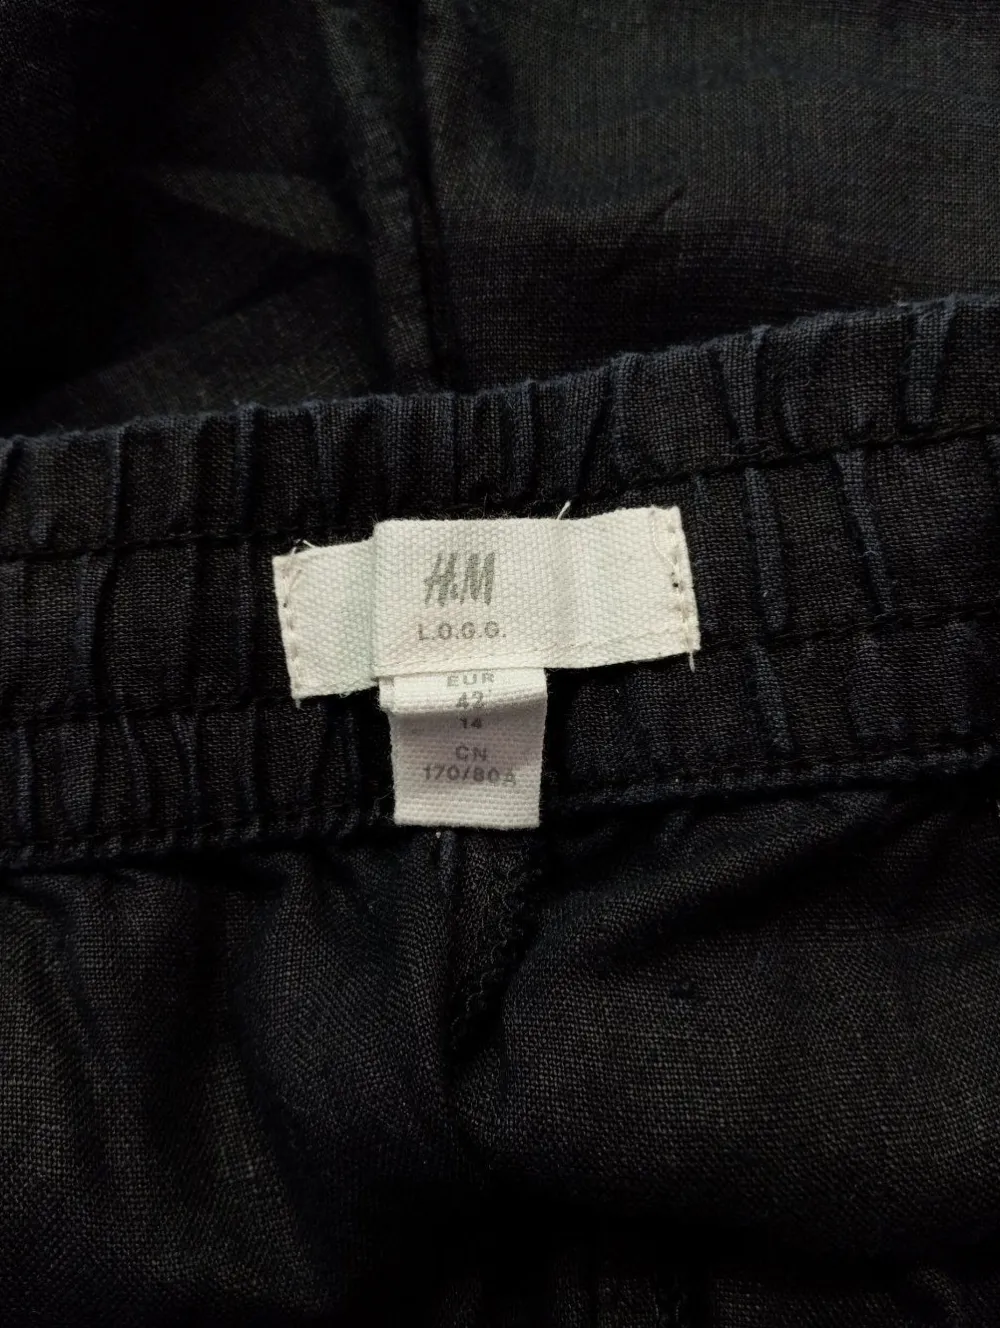 H&M
L.O.G.G.
EUR
42
14
CN
170/80A